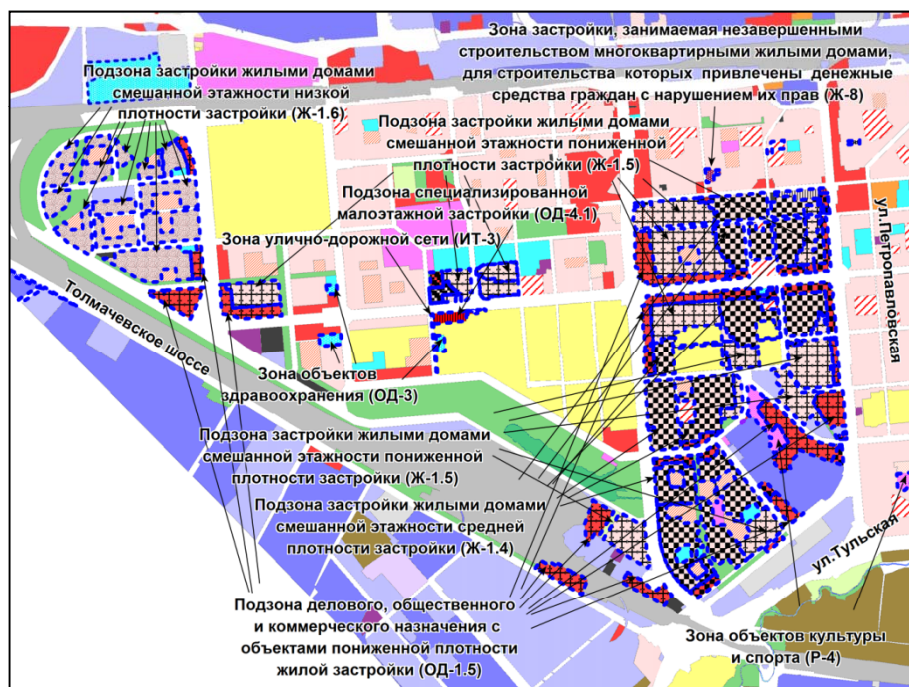 Зона застройки, занимаемая незавершенными
строительством многоквартирными жилыми домами,
для строительства которых привлечены денежные
средства граждан с нарушением их прав (Ж-8)
Подзона застройки жилыми домами
смешанной этажности низкой
плотности застройки (Ж-1.6)
Подзона застройки жилыми домами
смешанной этажности пониженной
плотности застройки (Ж-1.5)
Подзона специализированной
малоэтажной застройки (ОД-4.1)
Зона улично-дорожной сети (ИТ-3)
ул.Петропавловская
Толмачевское шоссе
Зона объектов
здравоохранения (ОД-3)
Подзона застройки жилыми домами
смешанной этажности пониженной
плотности застройки (Ж-1.5)
Подзона застройки жилыми домами
смешанной этажности средней
плотности застройки (Ж-1.4)
ул.Тульская
Подзона делового, общественного
и коммерческого назначения с
объектами пониженной плотности
жилой застройки (ОД-1.5)
Зона объектов культуры
и спорта (Р-4)